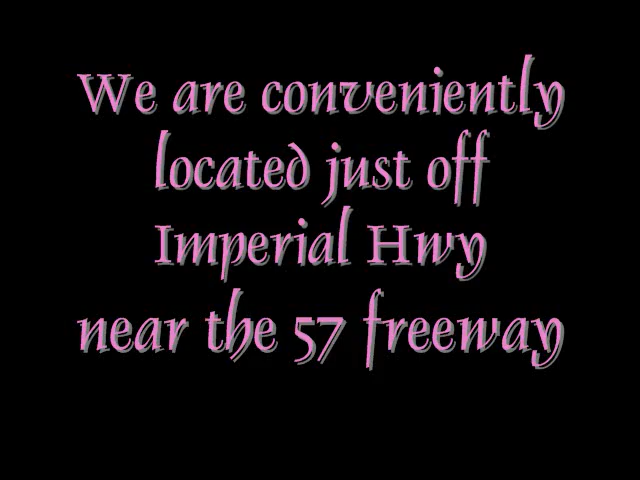 We are conveniently
located just off
Imperial Hwy
near the 57 freeway